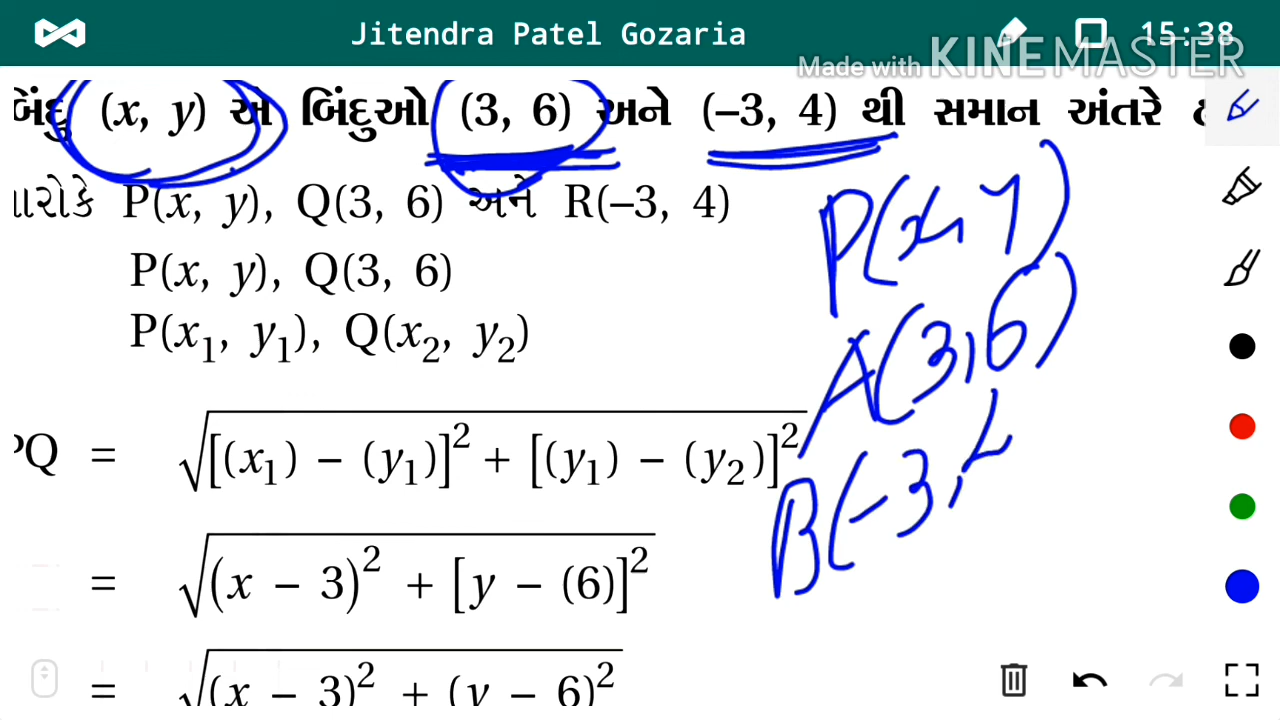 Jitendra Patel Gozaria
15:38
Made with KINEMASTER
બિંદુ (x, y) એ બિંદુઓ (3, 6) અને (–3, 4) થી સમાન અંતરે
P(x, y), Q(3, 6) અને R(–3, 4)
P(x, y), Q(3, 6)
P(x₁, y₁), Q(x₂, y₂)
PQ = √[(x₁) – (y₁)]² + [(y₁) – (y₂)]²
= √(x – 3)² + [y – (6)]²
= √(x – 3)² + (y – 6)²
P(x, y)
A(3, 6)
B(-3,